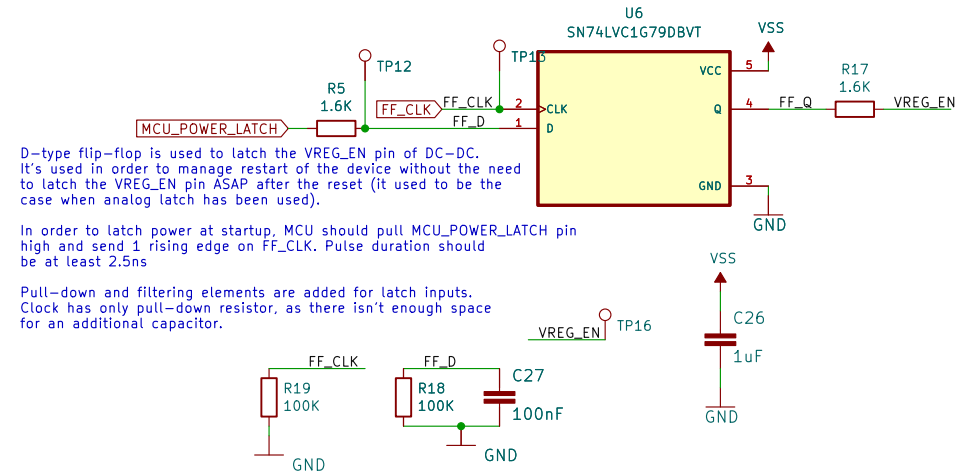 U6
SN74LVC1G79DBVT
VSS
TP12
TP13
VCC
5
R17
1.6K
R5
1.6K
FF_CLK
FF_CLK
2
CLK
Q
4
FF_Q
VREG_EN
MCU_POWER_LATCH
FF_D
1
D
D-type flip-flop is used to latch the VREG_EN pin of DC-DC.
It's used in order to manage restart of the device without the need
to latch the VREG_EN pin ASAP after the reset (it used to be the
case when analog latch has been used).
GND
3
GND
In order to latch power at startup, MCU should pull MCU_POWER_LATCH pin
high and send 1 rising edge on FF_CLK. Pulse duration should
be at least 2.5ns
Pull-down and filtering elements are added for latch inputs.
Clock has only pull-down resistor, as there isn't enough space
for an additional capacitor.
VSS
VREG_EN
TP16
C26
1uF
GND
FF_CLK
R19
100K
GND
FF_D
R18
100K
C27
100nF
GND